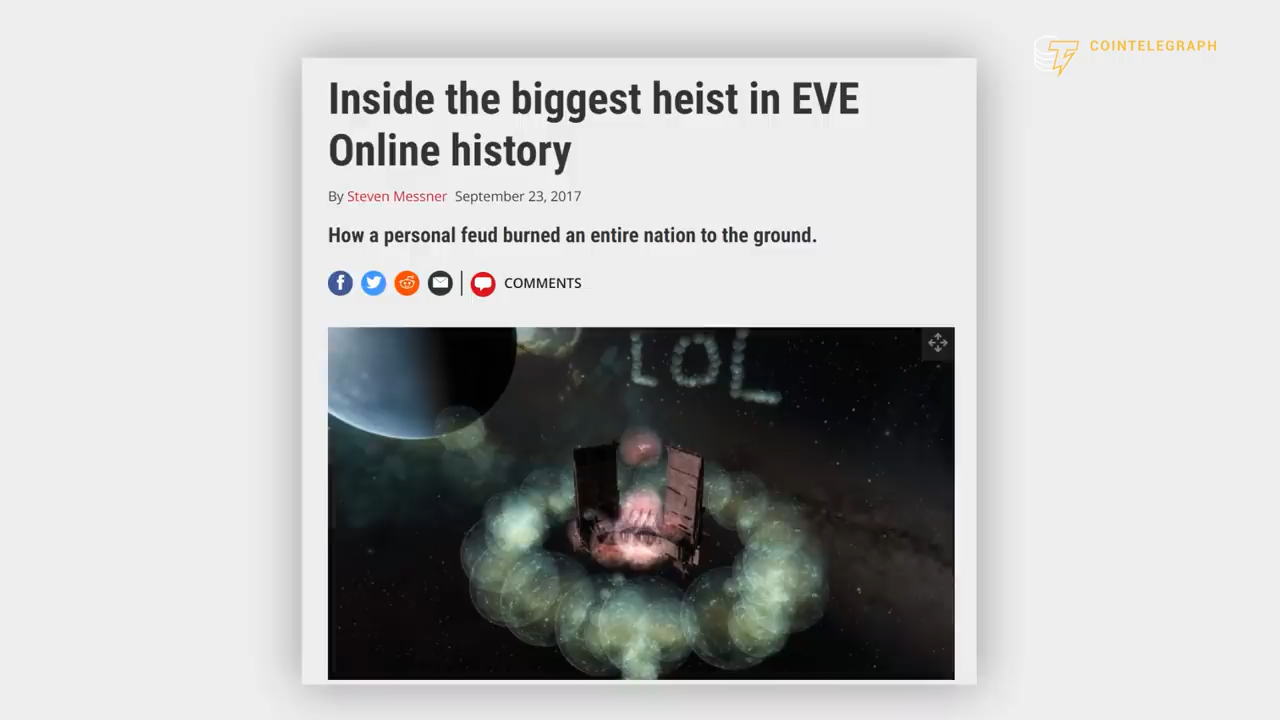 COINTELEGRAPH
Inside the biggest heist in EVE
Online history
By Steven Messner September 23, 2017
How a personal feud burned an entire nation to the ground.
COMMENTS
LOL